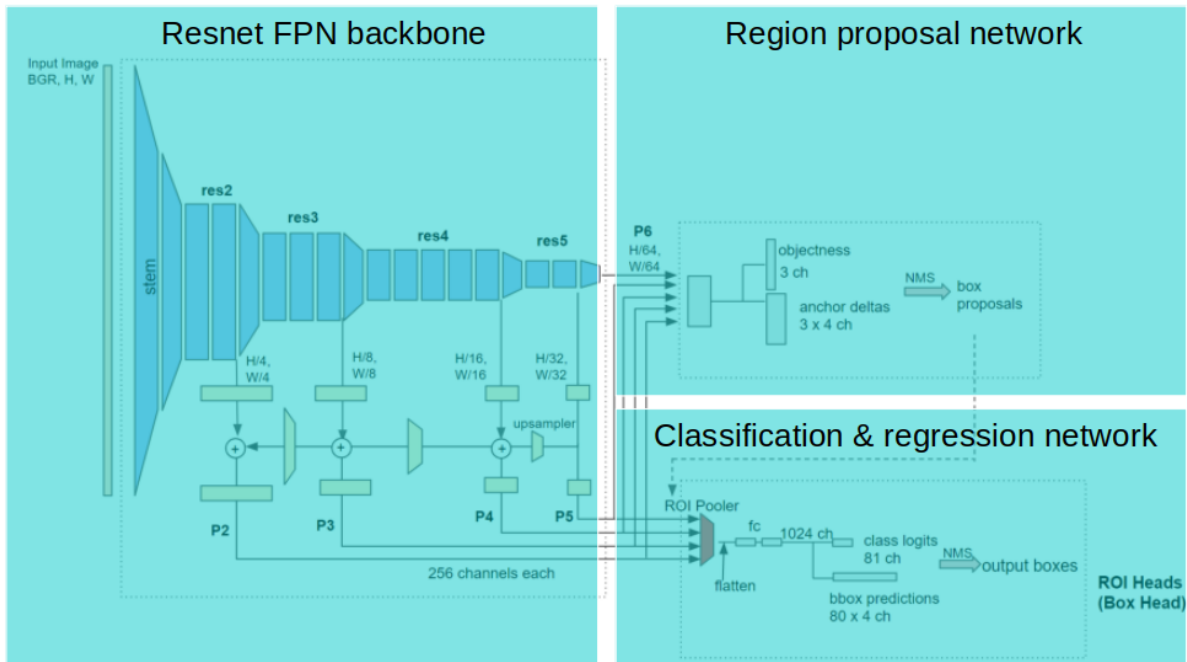 Resnet FPN backbone
Input Image
BGR, H, W
stem
res2
res3
res4
res5
H/4,
W/4
H/8,
W/8
H/16,
W/16
H/32,
W/32
upsampler
P2
P3
P4
P5
256 channels each
Region proposal network
P6
H/64,
W/64
objectness
3 ch
anchor deltas
3 x 4 ch
NMS
box
proposals
Classification & regression network
ROI Pooler
fc
1024 ch
flatten
class logits
81 ch
bbox predictions
80 x 4 ch
NMS
output boxes
ROI Heads
(Box Head)